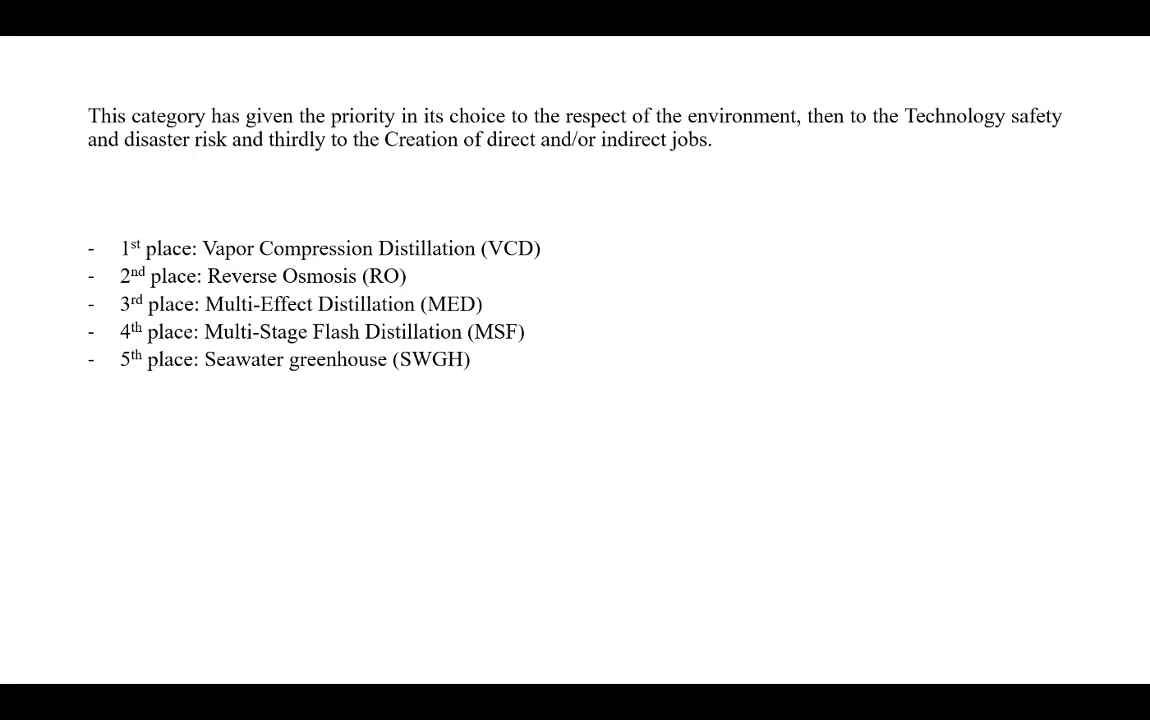 This category has given the priority in its choice to the respect of the environment, then to the Technology safety
and disaster risk and thirdly to the Creation of direct and/or indirect jobs.
- 1st place: Vapor Compression Distillation (VCD)
- 2nd place: Reverse Osmosis (RO)
- 3rd place: Multi-Effect Distillation (MED)
- 4th place: Multi-Stage Flash Distillation (MSF)
- 5th place: Seawater greenhouse (SWGH)